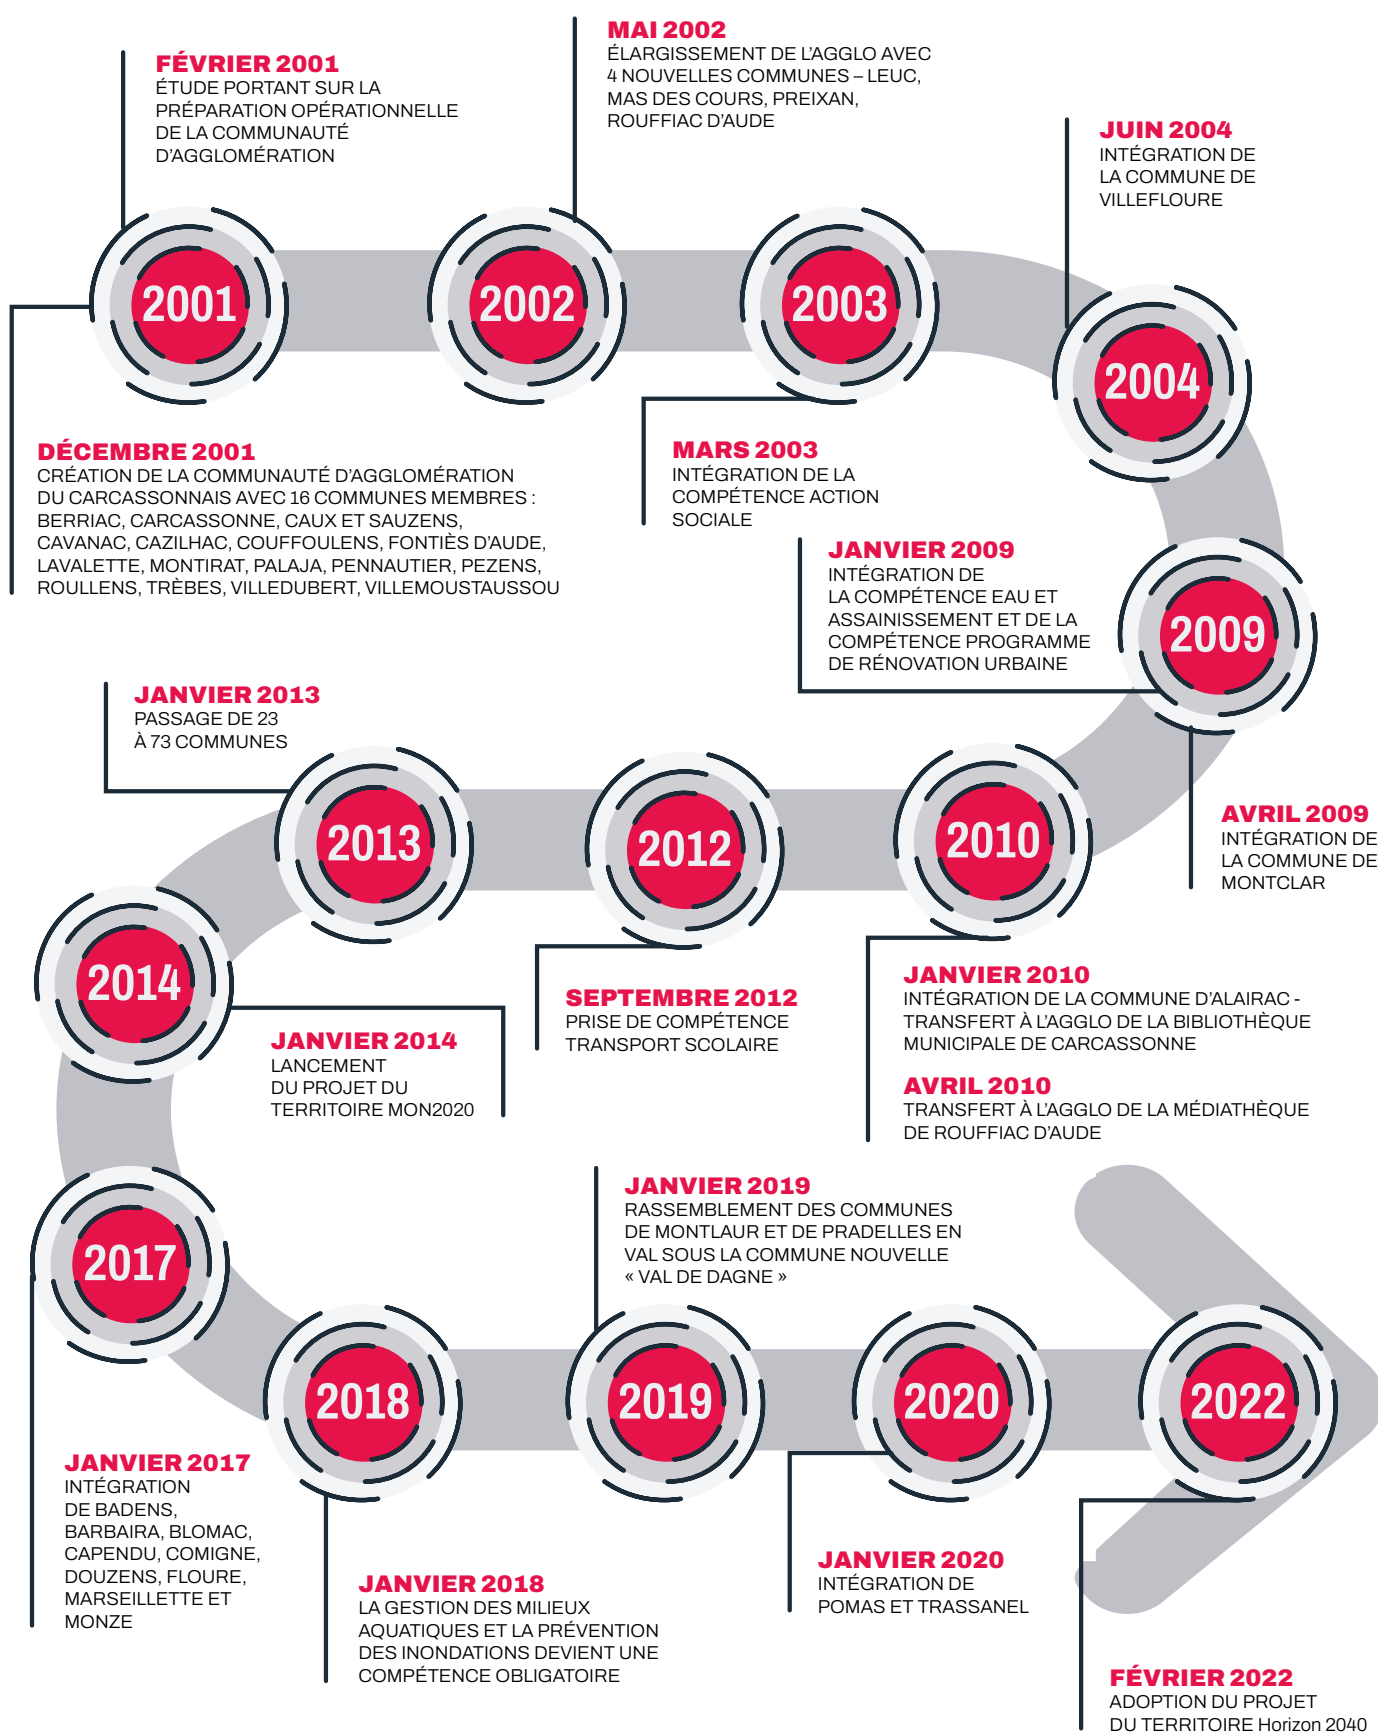 FÉVRIER 2001
ÉTUDE PORTANT SUR LA
PRÉPARATION OPÉRATIONNELLE
DE LA COMMUNAUTÉ
D'AGGLOMÉRATION
MAI 2002
ÉLARGISSEMENT DE L'AGGLO AVEC
4 NOUVELLES COMMUNES – LEUC,
MAS DES COURS, PREIXAN,
ROUFFIAC D'AUDE
JUIN 2004
INTÉGRATION DE
LA COMMUNE DE
VILLEFLOURE
2001
2002
2003
2004
DÉCEMBRE 2001
CRÉATION DE LA COMMUNAUTÉ D'AGGLOMÉRATION
DU CARCASSONNAIS AVEC 16 COMMUNES MEMBRES :
BERRIAC, CARCASSONNE, CAUX ET SAUZENS,
CAVANAC, CAZILHAC, COUFFOULENS, FONTIÈS D'AUDE,
LAVALETTE, MONTIRAT, PALAJA, PENNAUTIER, PEZENS,
ROULLENS, TRÈBES, VILLEDUBERT, VILLEMOUSTAUSSOU
MARS 2003
INTÉGRATION DE LA
COMPÉTENCE ACTION
SOCIALE
JANVIER 2009
INTÉGRATION DE
LA COMPÉTENCE EAU ET
ASSAINISSEMENT ET DE LA
COMPÉTENCE PROGRAMME
DE RÉNOVATION URBAINE
2009
AVRIL 2009
INTÉGRATION DE
LA COMMUNE DE
MONTCLAR
JANVIER 2013
PASSAGE DE 23
À 73 COMMUNES
2013
2012
2010
2014
JANVIER 2014
LANCEMENT
DU PROJET DU
TERRITOIRE MON2020
SEPTEMBRE 2012
PRISE DE COMPÉTENCE
TRANSPORT SCOLAIRE
JANVIER 2010
INTÉGRATION DE LA COMMUNE D'ALAIRAC -
TRANSFERT À L'AGGLO DE LA BIBLIOTHÈQUE
MUNICIPALE DE CARCASSONNE
AVRIL 2010
TRANSFERT À L'AGGLO DE LA MÉDIATHÈQUE
DE ROUFFIAC D'AUDE
2017
JANVIER 2019
RASSEMBLEMENT DES COMMUNES
DE MONTLAUR ET DE PRADELLES EN
VAL SOUS LA COMMUNE NOUVELLE
« VAL DE DAGNE »
2018
2019
2020
2022
JANVIER 2017
INTÉGRATION
DE BADENS,
BARBAIRA, BLOMAC,
CAPENDU, COMIGNE,
DOUZENS, FLOURE,
MARSEILLETTE ET
MONZE
JANVIER 2018
LA GESTION DES MILIEUX
AQUATIQUES ET LA PRÉVENTION
DES INONDATIONS DEVIENT UNE
COMPÉTENCE OBLIGATOIRE
JANVIER 2020
INTÉGRATION DE
POMAS ET TRASSANEL
FÉVRIER 2022
ADOPTION DU PROJET
DU TERRITOIRE Horizon 2040